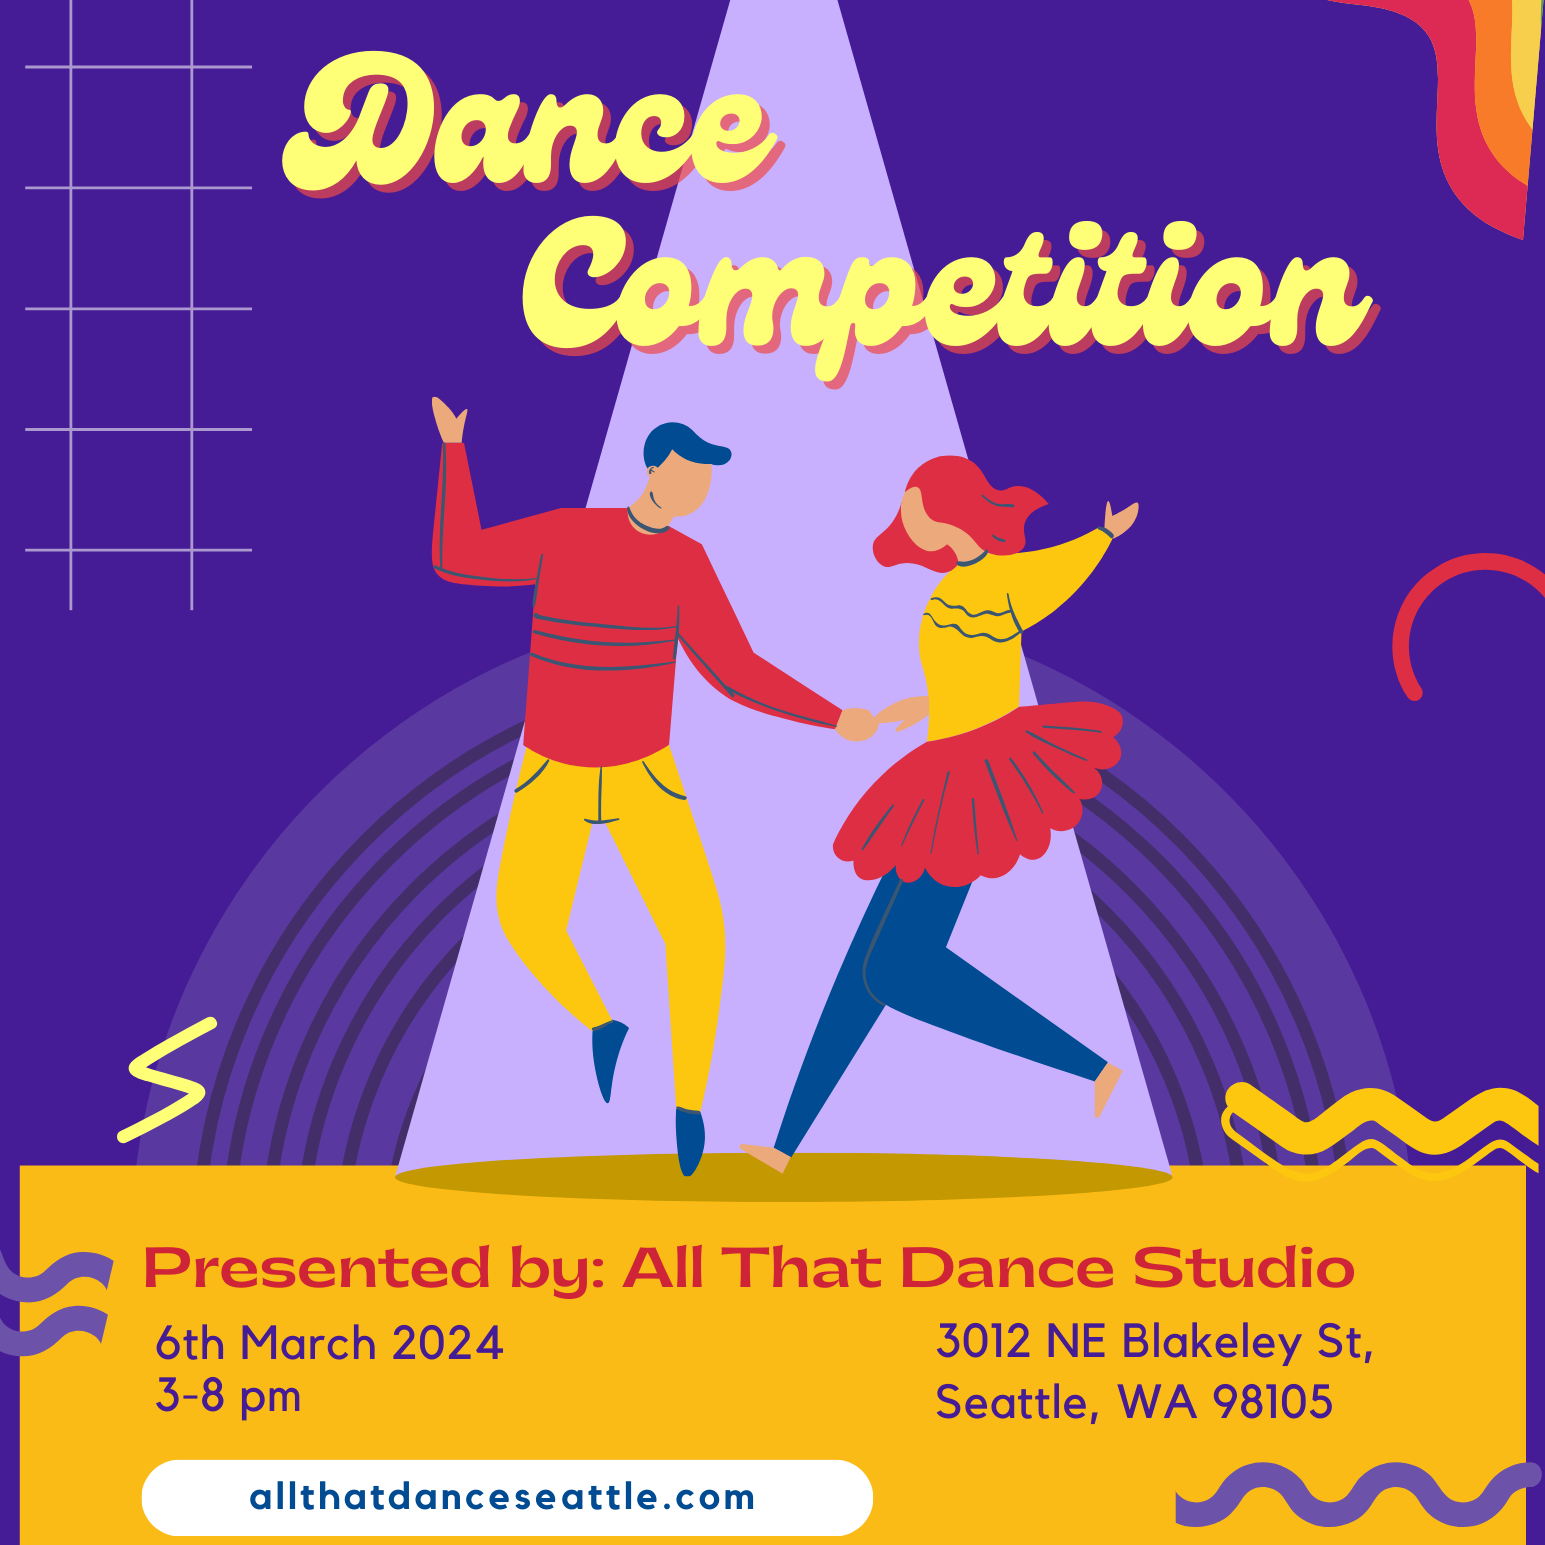 Dance
Competition
Presented by: All That Dance Studio
6th March 2024
3-8 pm
3012 NE Blakeley St,
Seattle, WA 98105
allthatdanceseattle.com